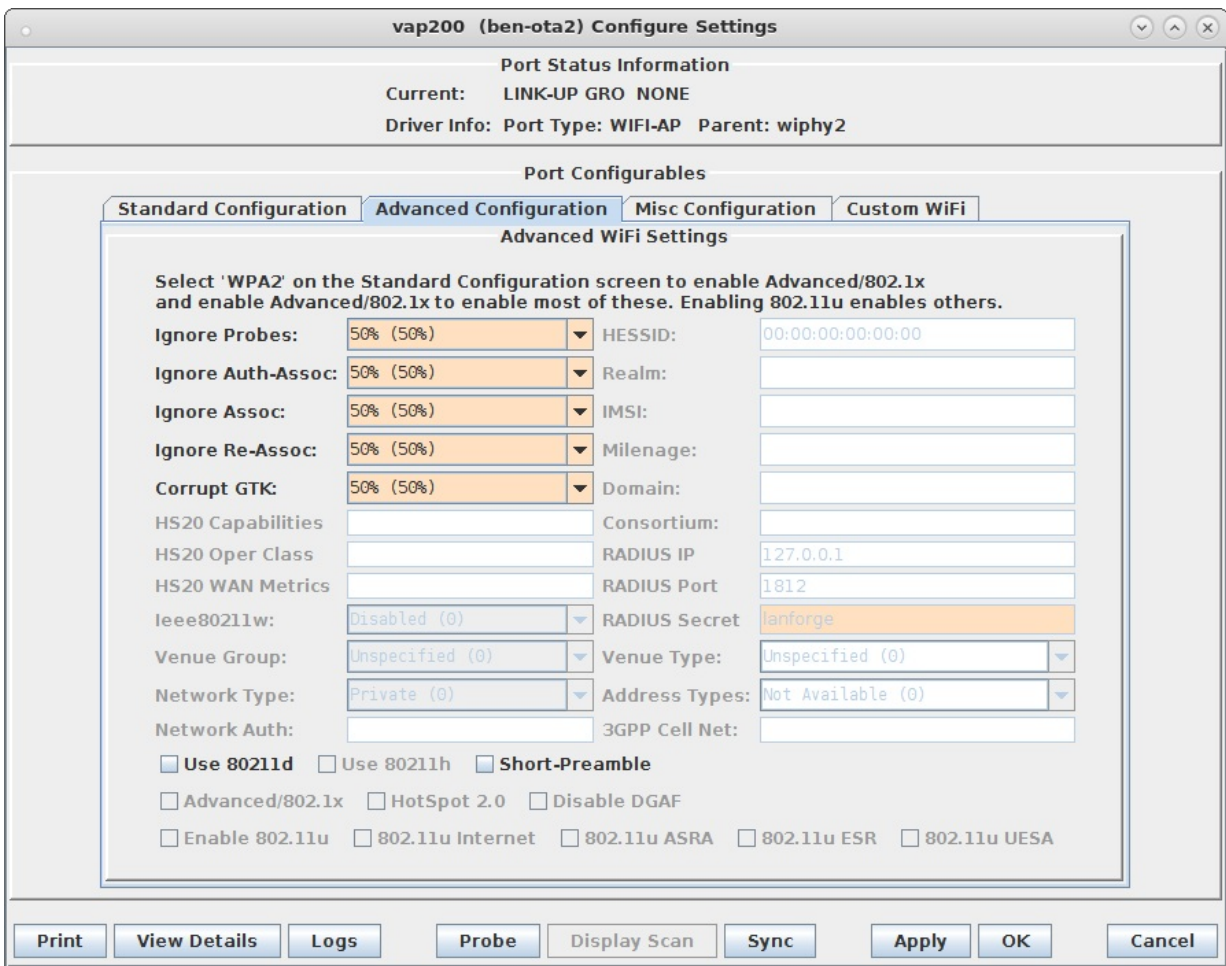 vap200 (ben-ota2) Configure Settings
Port Status Information
Current: LINK-UP GRO NONE
Driver Info: Port Type: WIFI-AP Parent: wiphy2
Port Configurables
Standard Configuration Advanced Configuration Misc Configuration Custom WiFi
Advanced WiFi Settings
Select 'WPA2' on the Standard Configuration screen to enable Advanced/802.1x
and enable Advanced/802.1x to enable most of these. Enabling 802.11u enables others.
Ignore Probes: 50% (50%) HESSID: 00:00:00:00:00:00
Ignore Auth-Assoc: 50% (50%) Realm:
Ignore Assoc: 50% (50%) IMSI:
Ignore Re-Assoc: 50% (50%) Milenage:
Corrupt GTK: 50% (50%) Domain:
HS20 Capabilities Consortium:
HS20 Oper Class RADIUS IP 127.0.0.1
HS20 WAN Metrics RADIUS Port 1812
Ieee80211w: Disabled (0) RADIUS Secret lanforge
Venue Group: Unspecified (0) Venue Type: Unspecified (0)
Network Type: Private (0) Address Types: Not Available (0)
Network Auth: 3GPP Cell Net:
Use 80211d Use 80211h Short-Preamble
Advanced/802.1x HotSpot 2.0 Disable DGAF
Enable 802.11u 802.11u Internet 802.11u ASRA 802.11u ESR 802.11u UESA
Print View Details Logs Probe Display Scan Sync Apply OK Cancel